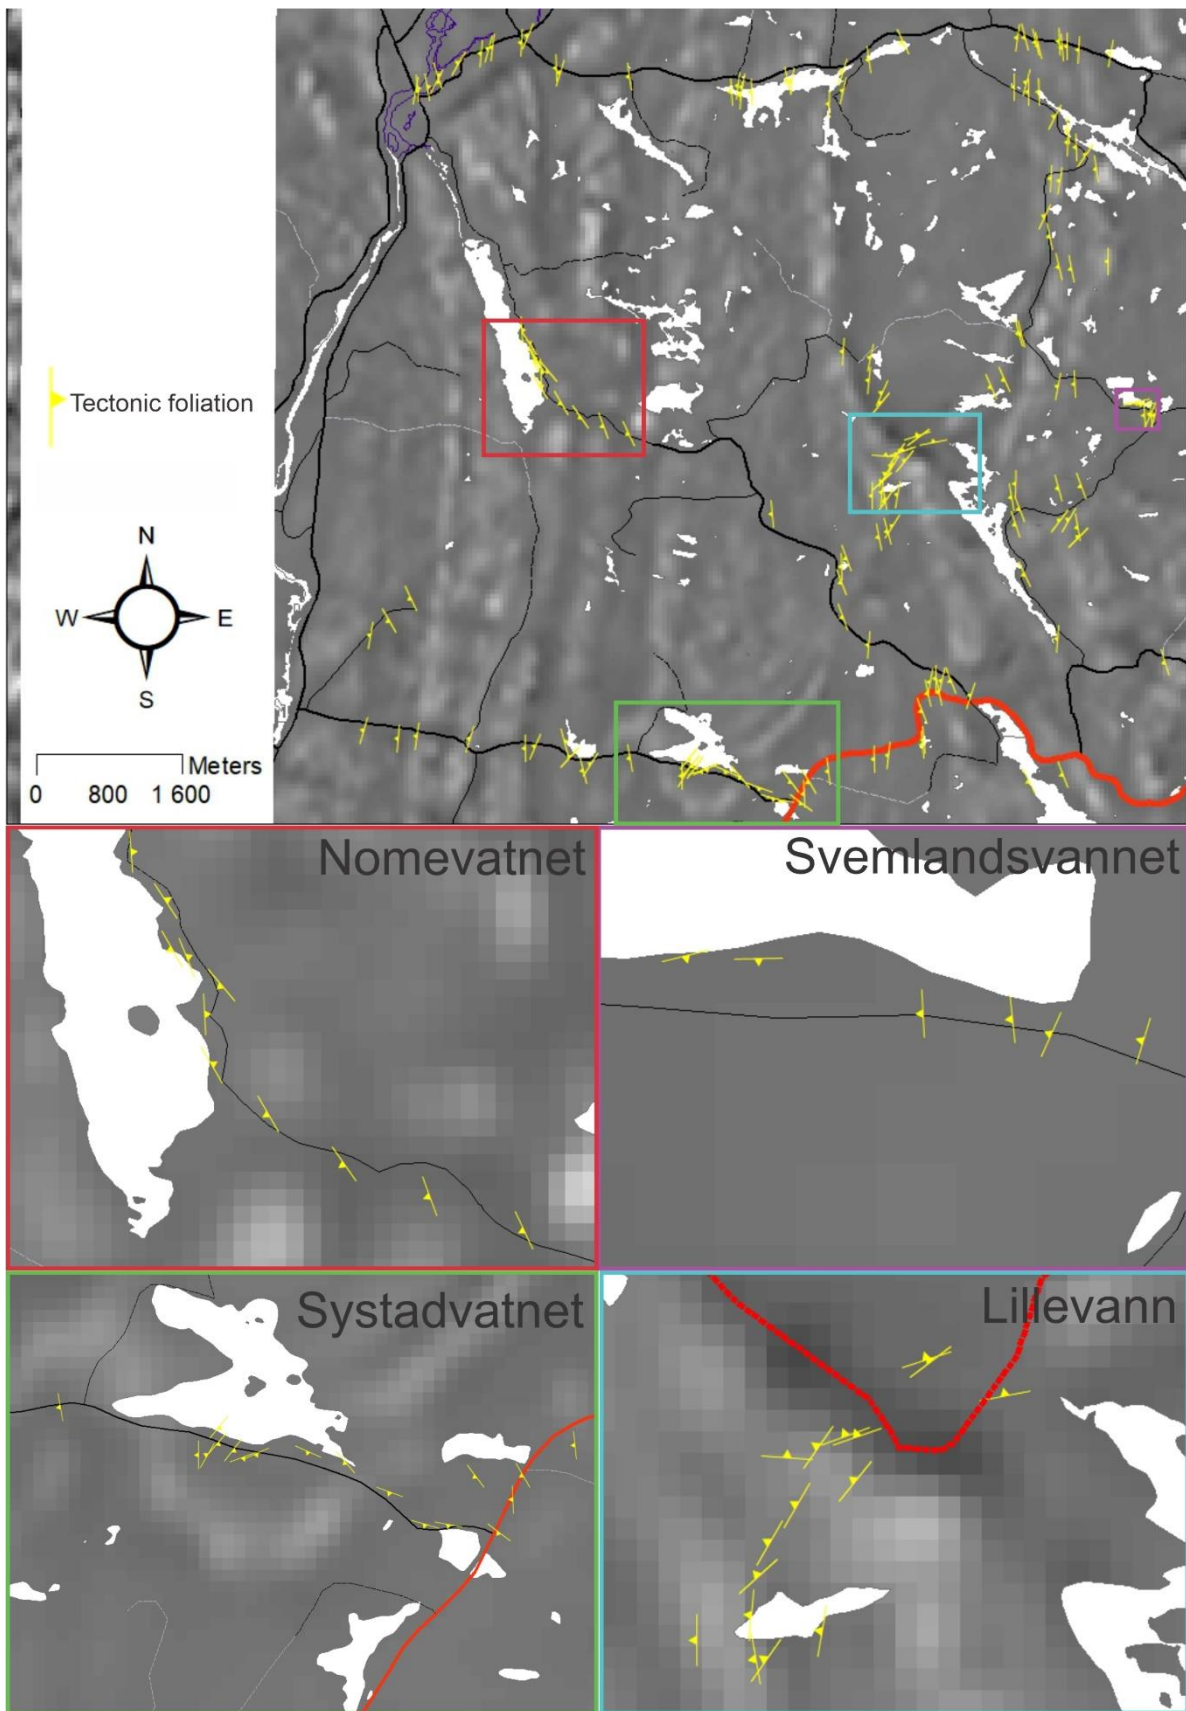 Tectonic foliation
N
W E
S
Meters
0 800 1 600
Nomevatnet
Svemlandsvannet
Systadvatnet
Lillevann